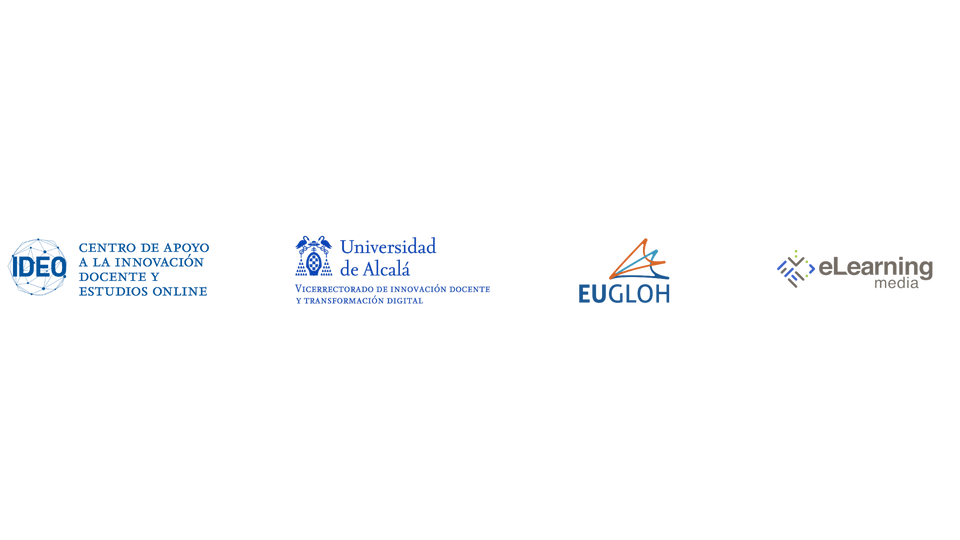 IDEO
CENTRO DE APOYO
A LA INNOVACIÓN
DOCENTE Y
ESTUDIOS ONLINE
Universidad
de Alcalá
VICERRECTORADO DE INNOVACIÓN DOCENTE
Y TRANSFORMACIÓN DIGITAL
EUGLOH
eLearning
media